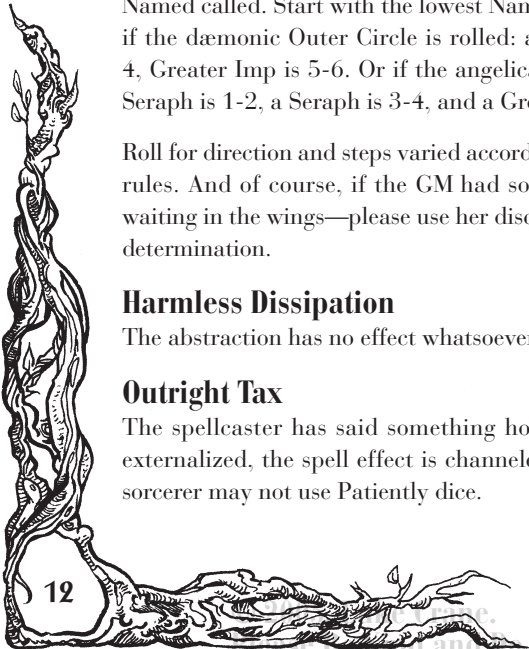 Named called. Start with the lowest Nam
if the dæmonic Outer Circle is rolled: a
4, Greater Imp is 5-6. Or if the angelica
Seraph is 1-2, a Seraph is 3-4, and a Gre
Roll for direction and steps varied accord
rules. And of course, if the GM had so
waiting in the wings—please use her disc
determination.
Harmless Dissipation
The abstraction has no effect whatsoever
Outright Tax
The spellcaster has said something ho
externalized, the spell effect is channele
sorcerer may not use Patiently dice.
12
Crane.
and